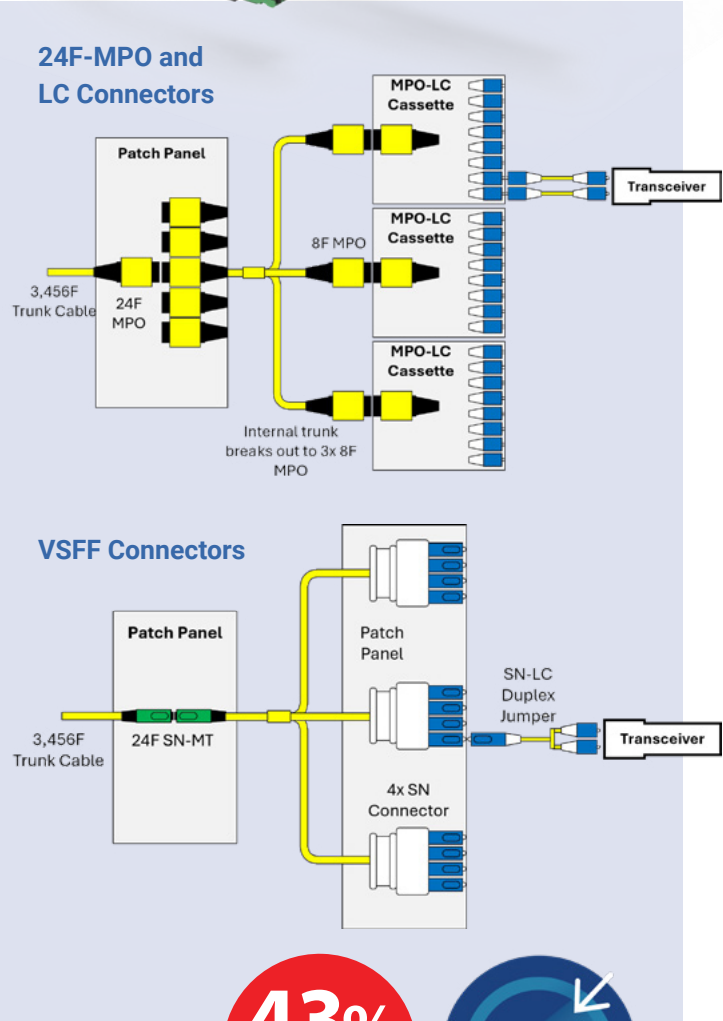 24F-MPO and
LC Connectors
MPO-LC
Cassette
Patch Panel
Transceiver
MPO-LC
Cassette
8F MPO
3,456F
Trunk Cable
24F
MPO
MPO-LC
Cassette
Internal trunk
breaks out to 3x 8F
MPO
VSFF Connectors
Patch Panel
Patch
Panel
SN-LC
Duplex
Jumper
3,456F
Trunk Cable
24F SN-MT
Transceiver
4x SN
Connector
43%